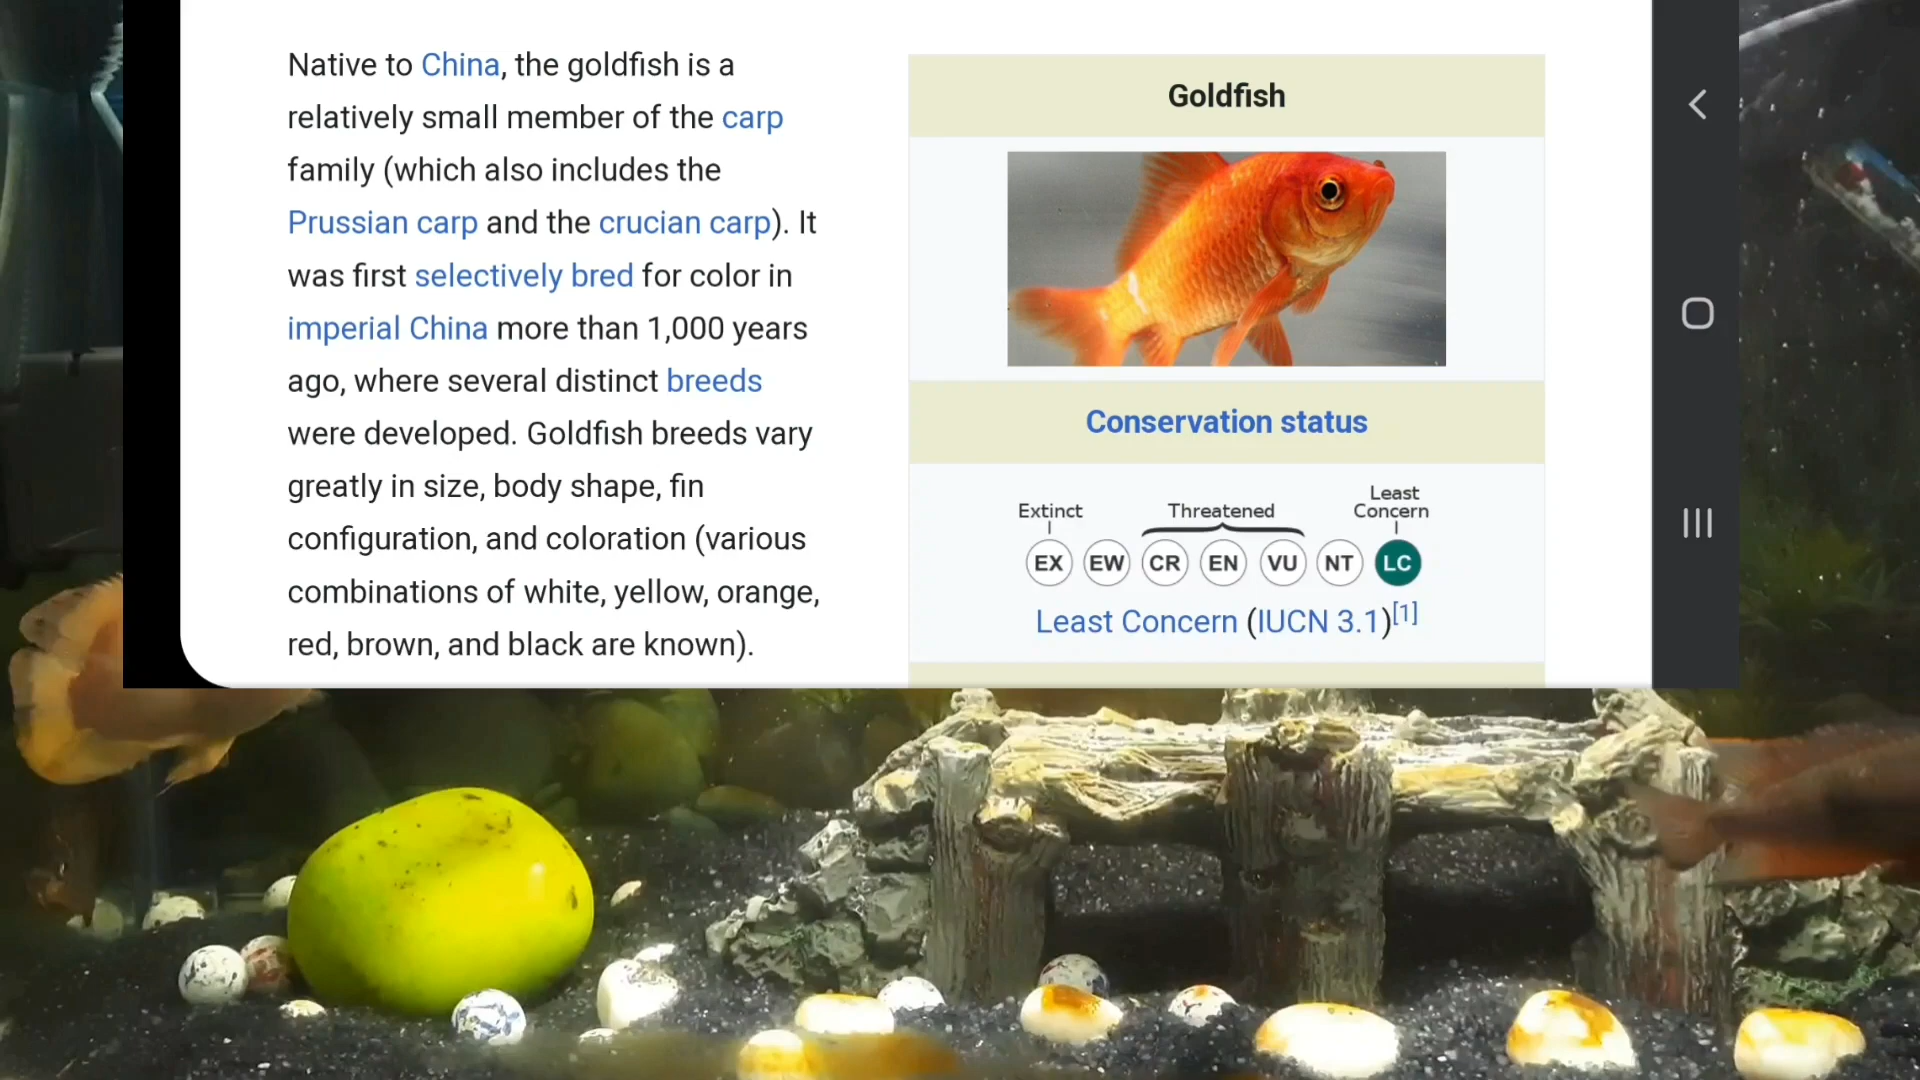 Native to China, the goldfish is a
relatively small member of the carp
family (which also includes the
Prussian carp and the crucian carp). It
was first selectively bred for color in
imperial China more than 1,000 years
ago, where several distinct breeds
were developed. Goldfish breeds vary
greatly in size, body shape, fin
configuration, and coloration (various
combinations of white, yellow, orange,
red, brown, and black are known).
Goldfish
Conservation status
Extinct Threatened Least
Concern
EX EW CR EN VU NT LC
Least Concern (IUCN 3.1)[1]